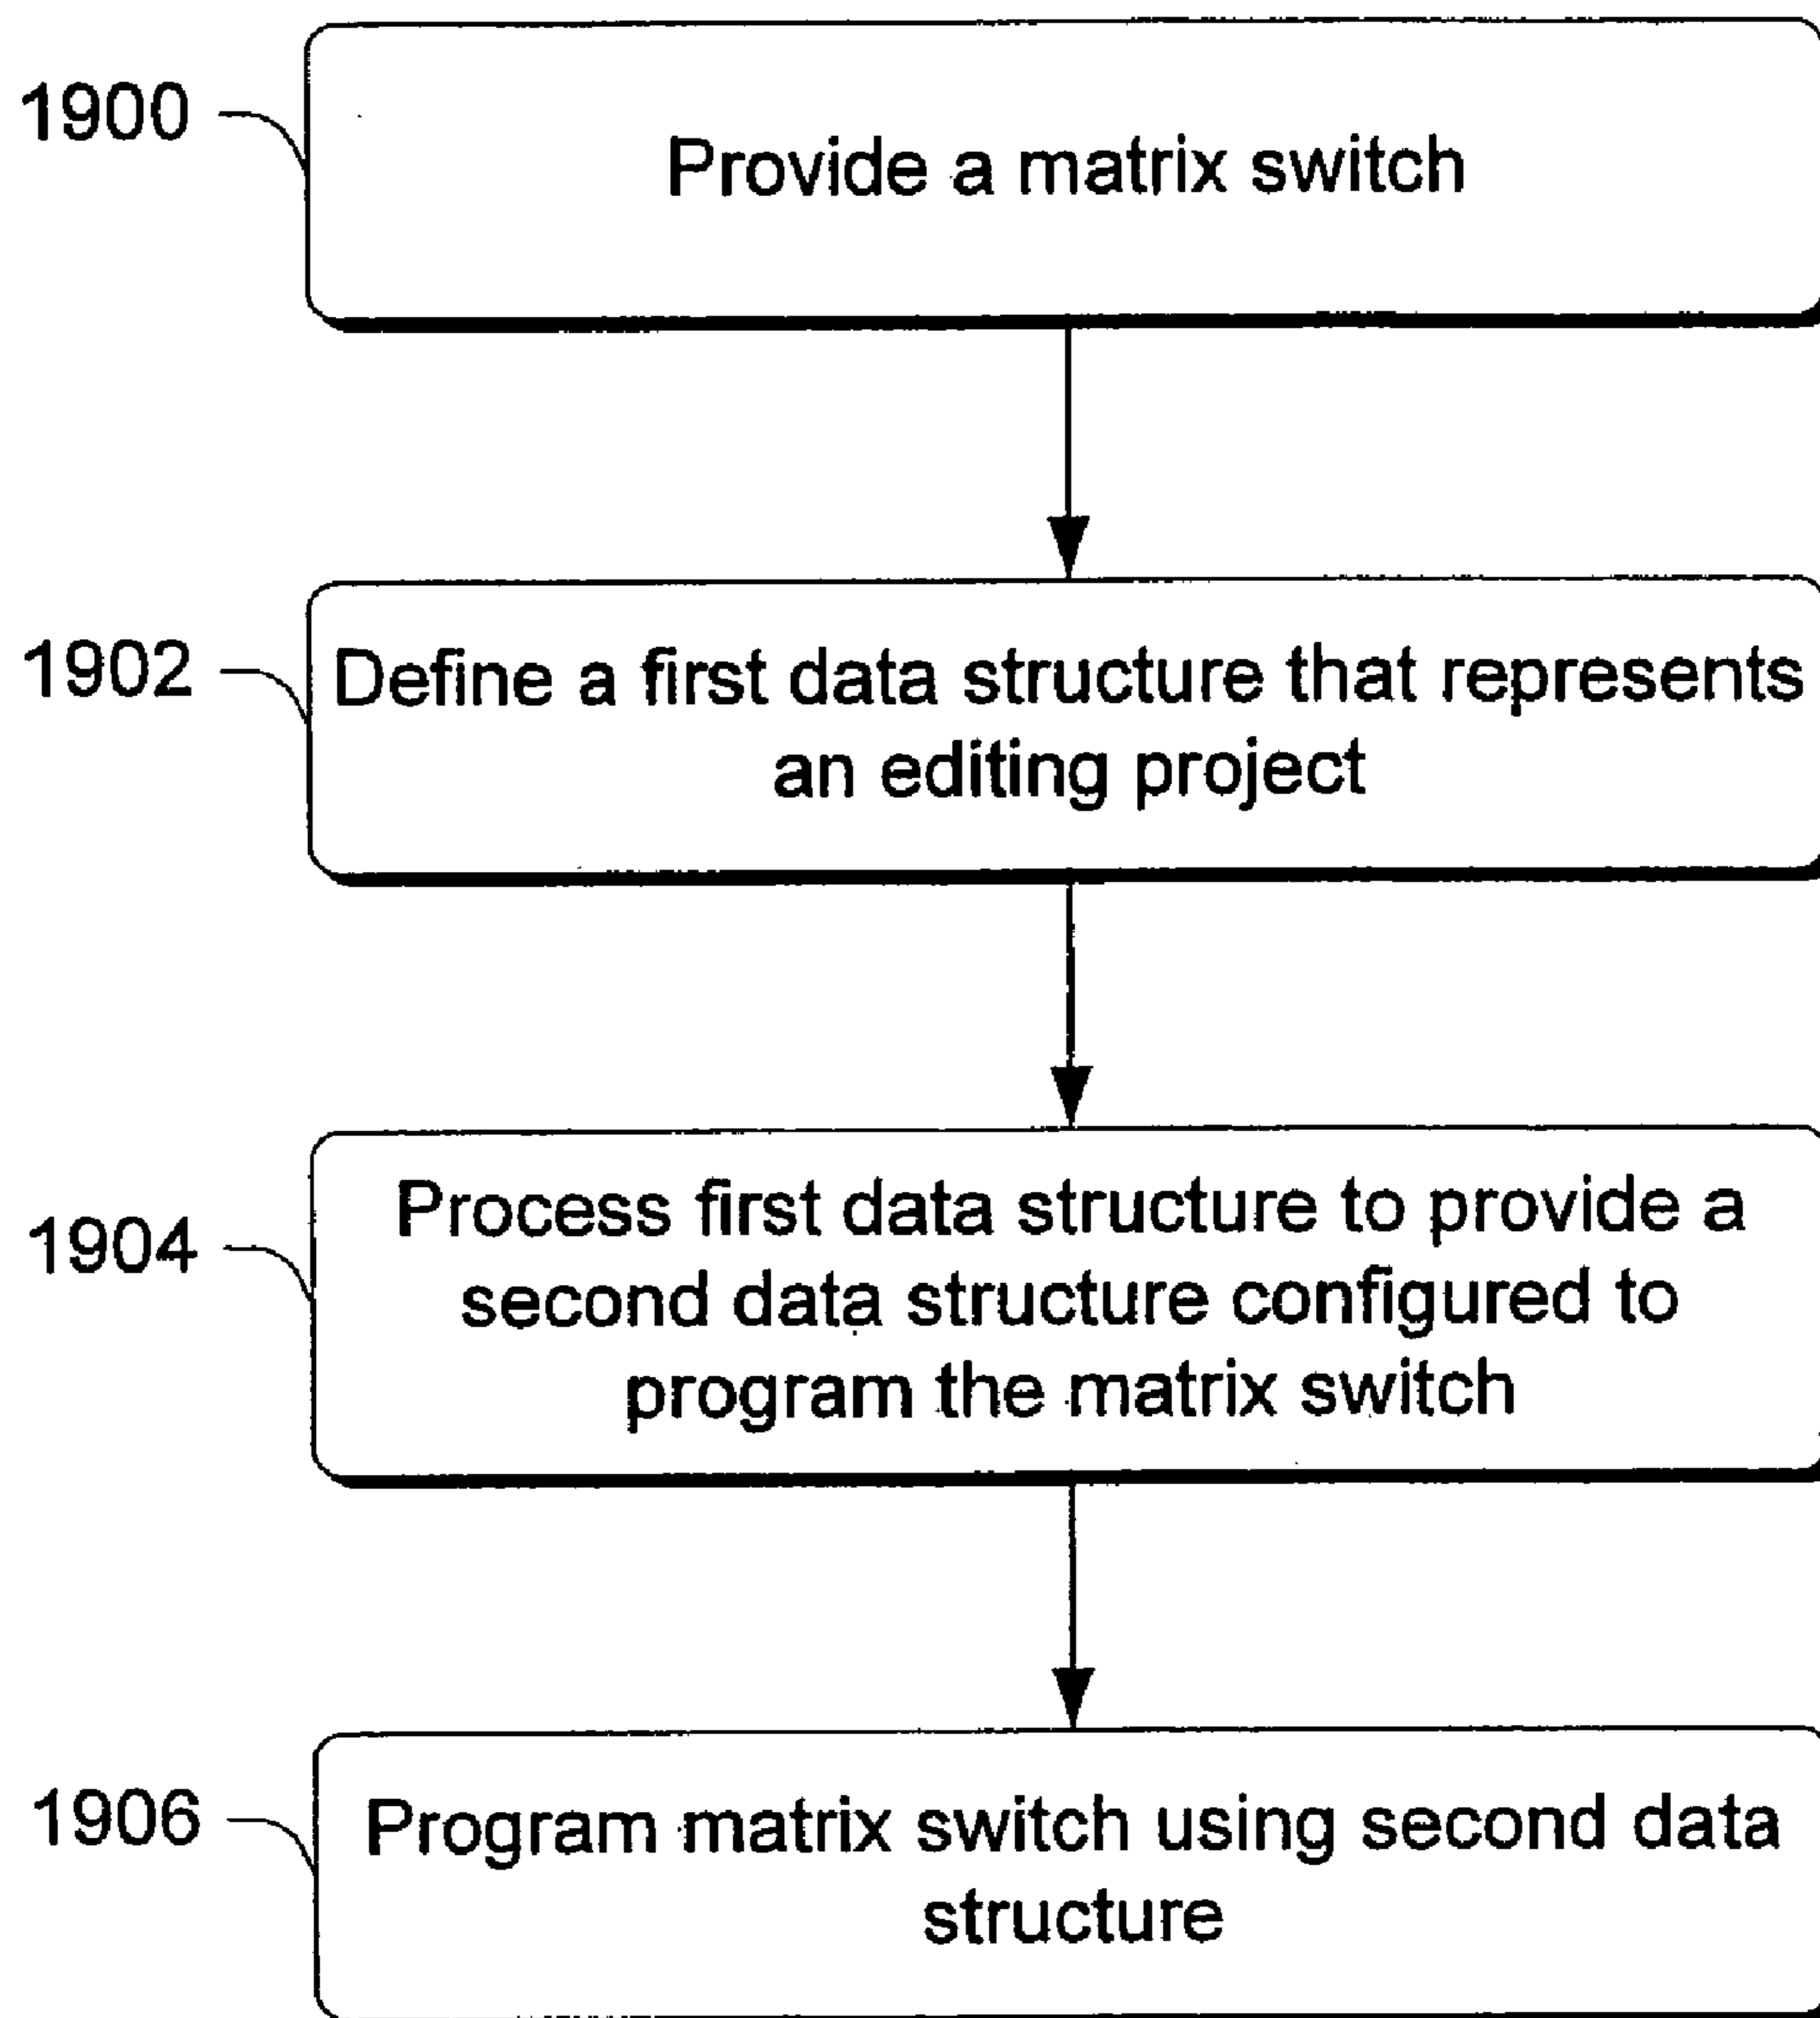 1900
Provide a matrix switch
1902
Define a first data structure that represents
an editing project
1904
Process first data structure to provide a
second data structure configured to
program the matrix switch
1906
Program matrix switch using second data
structure